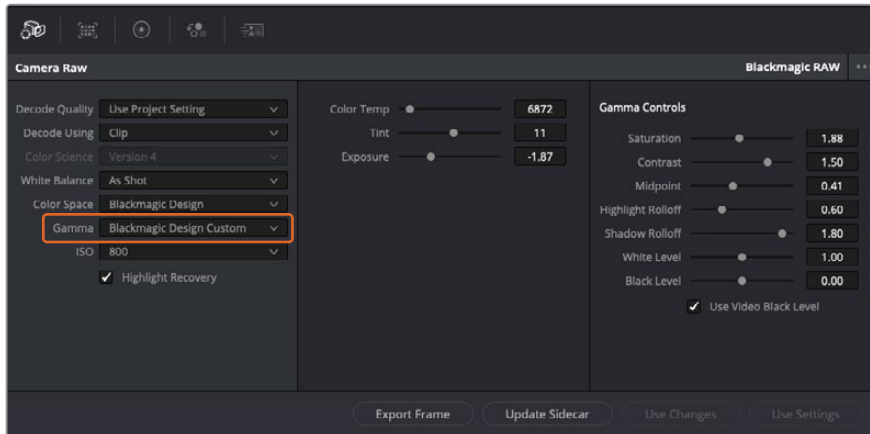 Camera Raw
Blackmagic RAW
Decode Quality Use Project Setting
Decode Using Clip
Color Science Version 4
White Balance As Shot
Color Space Blackmagic Design
Gamma Blackmagic Design Custom
ISO 800
Highlight Recovery
Color Temp 6872
Tint 11
Exposure -1.87
Gamma Controls
Saturation 1.88
Contrast 1.50
Midpoint 0.41
Highlight Rolloff 0.60
Shadow Rolloff 1.80
White Level 1.00
Black Level 0.00
Use Video Black Level
Export Frame
Update Sidecar
Use Changes
Use Settings